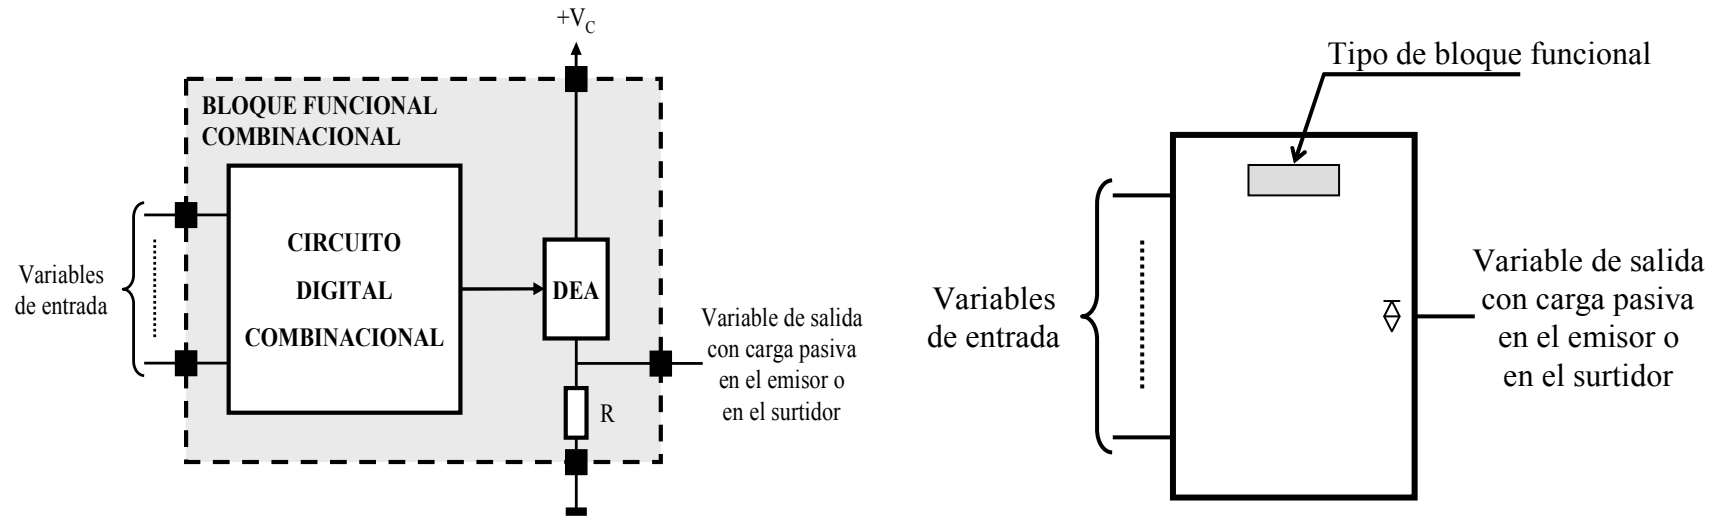 +V_C
BLOQUE FUNCIONAL
COMBINACIONAL
CIRCUITO
DIGITAL
COMBINACIONAL
DEA
R
Variables
de entrada
Variable de salida
con carga pasiva
en el emisor o
en el surtidor
Tipo de bloque funcional
Variables
de entrada
Variable de salida
con carga pasiva
en el emisor o
en el surtidor